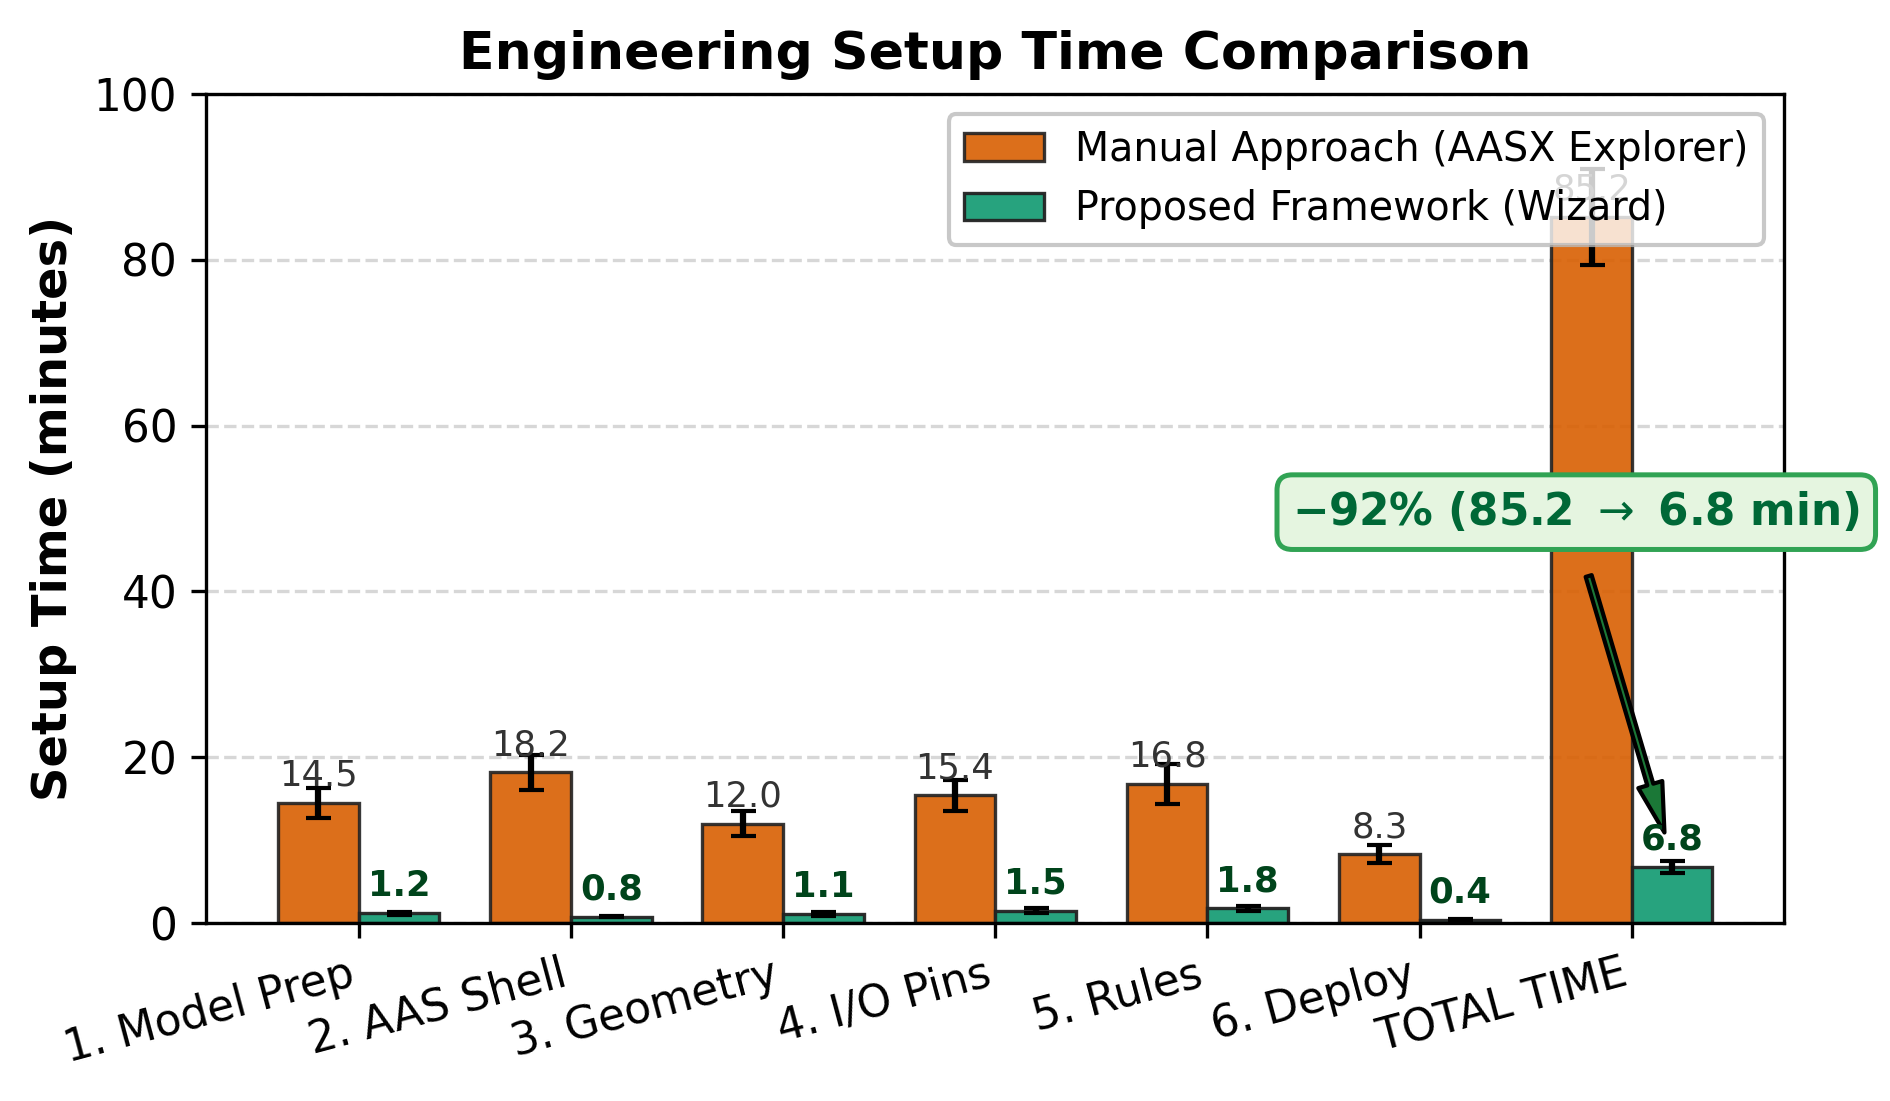 Engineering Setup Time Comparison
Setup Time (minutes)
100
80
60
40
20
0
Manual Approach (AASX Explorer)
Proposed Framework (Wizard)
85.2
−92% (85.2 → 6.8 min)
14.5
1.2
18.2
0.8
12.0
1.1
15.4
1.5
16.8
1.8
8.3
0.4
6.8
1. Model Prep
2. AAS Shell
3. Geometry
4. I/O Pins
5. Rules
6. Deploy
TOTAL TIME